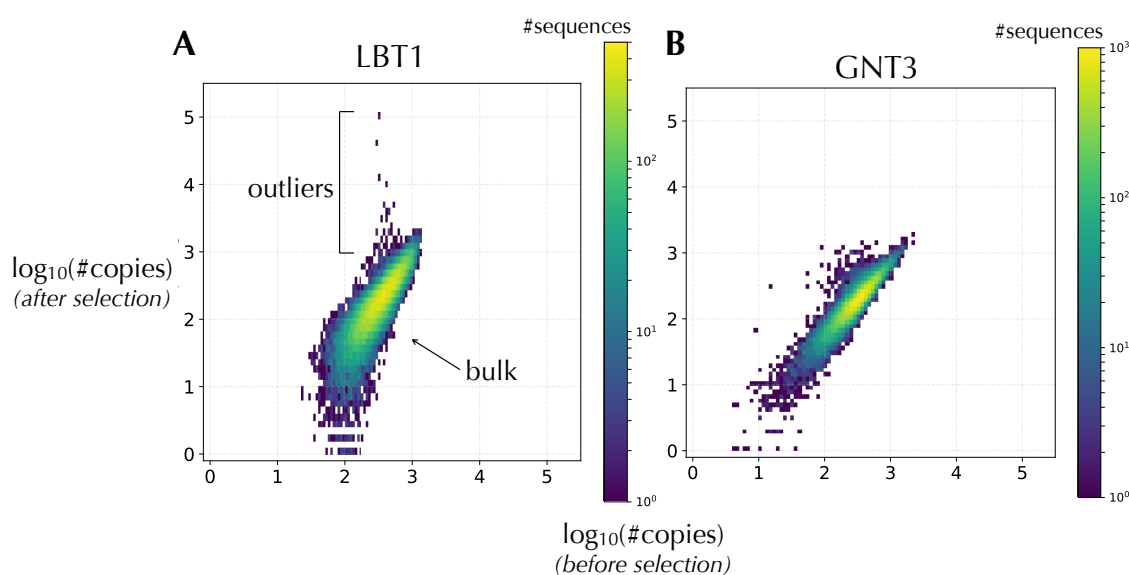 A
LBT1
#sequences
B
GNT3
#sequences
5
4
3
2
1
0
0
1
2
3
4
5
outliers
bulk
10²
10¹
10⁰
5
4
3
2
1
0
0
1
2
3
4
5
10³
10²
10¹
10⁰
log₁₀(#copies)
(after selection)
log₁₀(#copies)
(before selection)